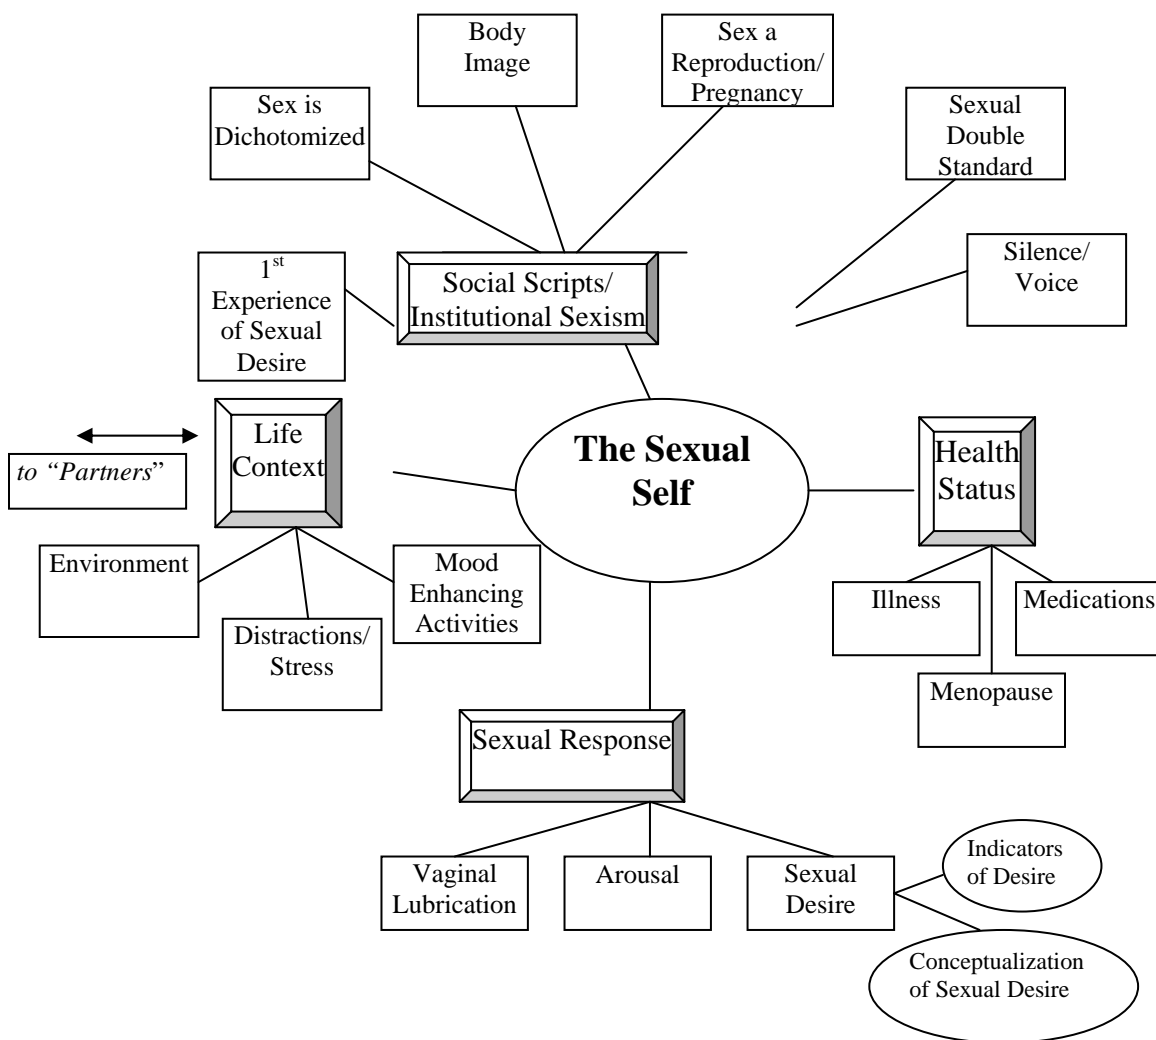 Body
Image
Sex a
Reproduction/
Pregnancy
Sex is
Dichotomized
Sexual
Double
Standard
1st
Experience
of Sexual
Desire
Social Scripts/
Institutional Sexism
Silence/
Voice
to “Partners”
Life
Context
The Sexual
Self
Health
Status
Environment
Distractions/
Stress
Mood
Enhancing
Activities
Illness
Medications
Menopause
Sexual Response
Vaginal
Lubrication
Arousal
Sexual
Desire
Indicators
of Desire
Conceptualization
of Sexual Desire